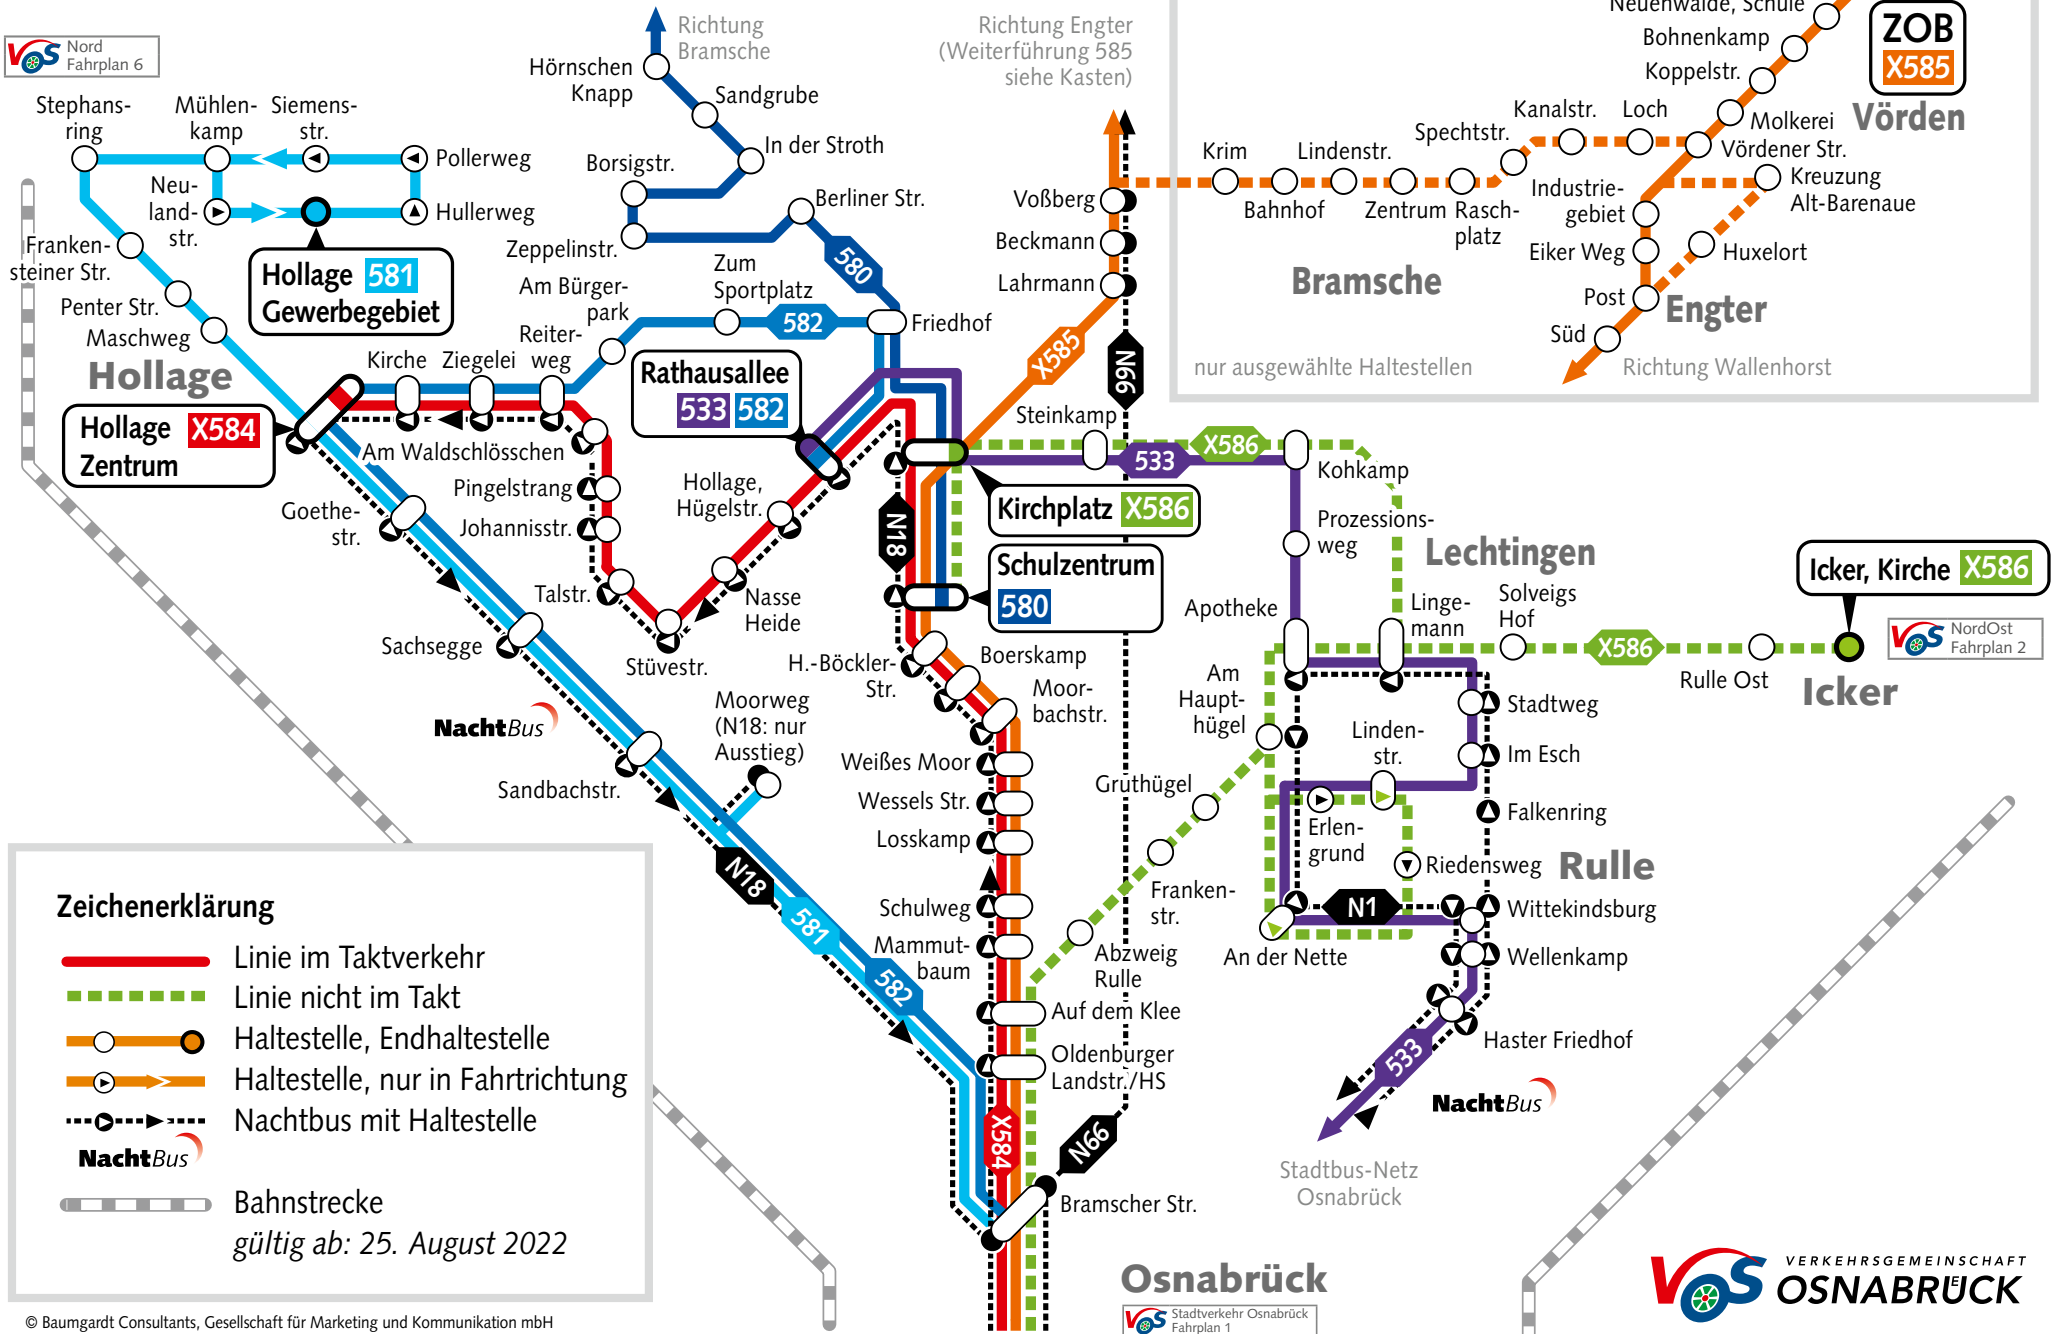 VOS Nord
Fahrplan 6
Richtung
Bramsche
Richtung Engter
(Weiterführung 585
siehe Kasten)
Neuenwalde, Schule
Bohnenkamp
Koppelstr.
ZOB
X585
Vörden
Kanalstr.
Loch
Spechtstr.
Molkerei
Vördener Str.
Krim
Lindenstr.
Kreuzung
Alt-Barenaue
Bahnhof
Zentrum
Rasch-
platz
Industrie-
gebiet
Eiker Weg
Huxelort
Bramsche
Post
Engter
Süd
nur ausgewählte Haltestellen
Richtung Wallenhorst
Hörnschen
Knapp
Sandgrube
In der Stroth
Borsigstr.
Zeppelinstr.
Berliner Str.
580
Stephans-
ring
Mühlen-
kamp
Siemens-
str.
Pollerweg
Neu-
land-
str.
Hullerweg
Franken-
steiner Str.
Penter Str.
Maschweg
Hollage 581
Gewerbegebiet
Hollage
Hollage X584
Zentrum
Kirche
Ziegelei
Reiter-
weg
Am Bürger-
park
Zum
Sportplatz
582
Friedhof
Rathausallee
533 582
Voßberg
Beckmann
Lahrmann
X585
N66
Steinkamp
X586
533
Kohkamp
Kirchplatz X586
Schulzentrum
580
N18
Am Waldschlösschen
Pingelstrang
Johannisstr.
Talstr.
Stüvestr.
Nasse
Heide
Hollage,
Hügelstr.
Goethe-
str.
Sachsegge
Sandbachstr.
NachtBus
Moorweg
(N18: nur
Ausstieg)
N18
581
582
H.-Böckler-
Str.
Boerskamp
Moor-
bachstr.
Weißes Moor
Wessels Str.
Losskamp
Schulweg
Mammut-
baum
Auf dem Klee
Oldenburger
Landstr./HS
X584
N66
Bramscher Str.
Prozessions-
weg
Lechtingen
Apotheke
Linge-
mann
Solveigs
Hof
X586
Rulle Ost
Icker, Kirche X586
VOS NordOst
Fahrplan 2
Icker
Am
Haupt-
hügel
Gruthügel
Franken-
str.
Abzweig
Rulle
Linden-
str.
Stadtweg
Im Esch
Falkenring
Erlen-
grund
Riedensweg
Rulle
N1
Wittekindsburg
Wellenkamp
An der Nette
Haster Friedhof
533
NachtBus
Stadtbus-Netz
Osnabrück
Osnabrück
VOS Stadtverkehr Osnabrück
Fahrplan 1
Zeichenerklärung
Linie im Taktverkehr
Linie nicht im Takt
Haltestelle, Endhaltestelle
Haltestelle, nur in Fahrtrichtung
Nachtbus mit Haltestelle
NachtBus
Bahnstrecke
gültig ab: 25. August 2022
© Baumgardt Consultants, Gesellschaft für Marketing und Kommunikation mbH
VOS VERKEHRSGEMEINSCHAFT
OSNABRÜCK